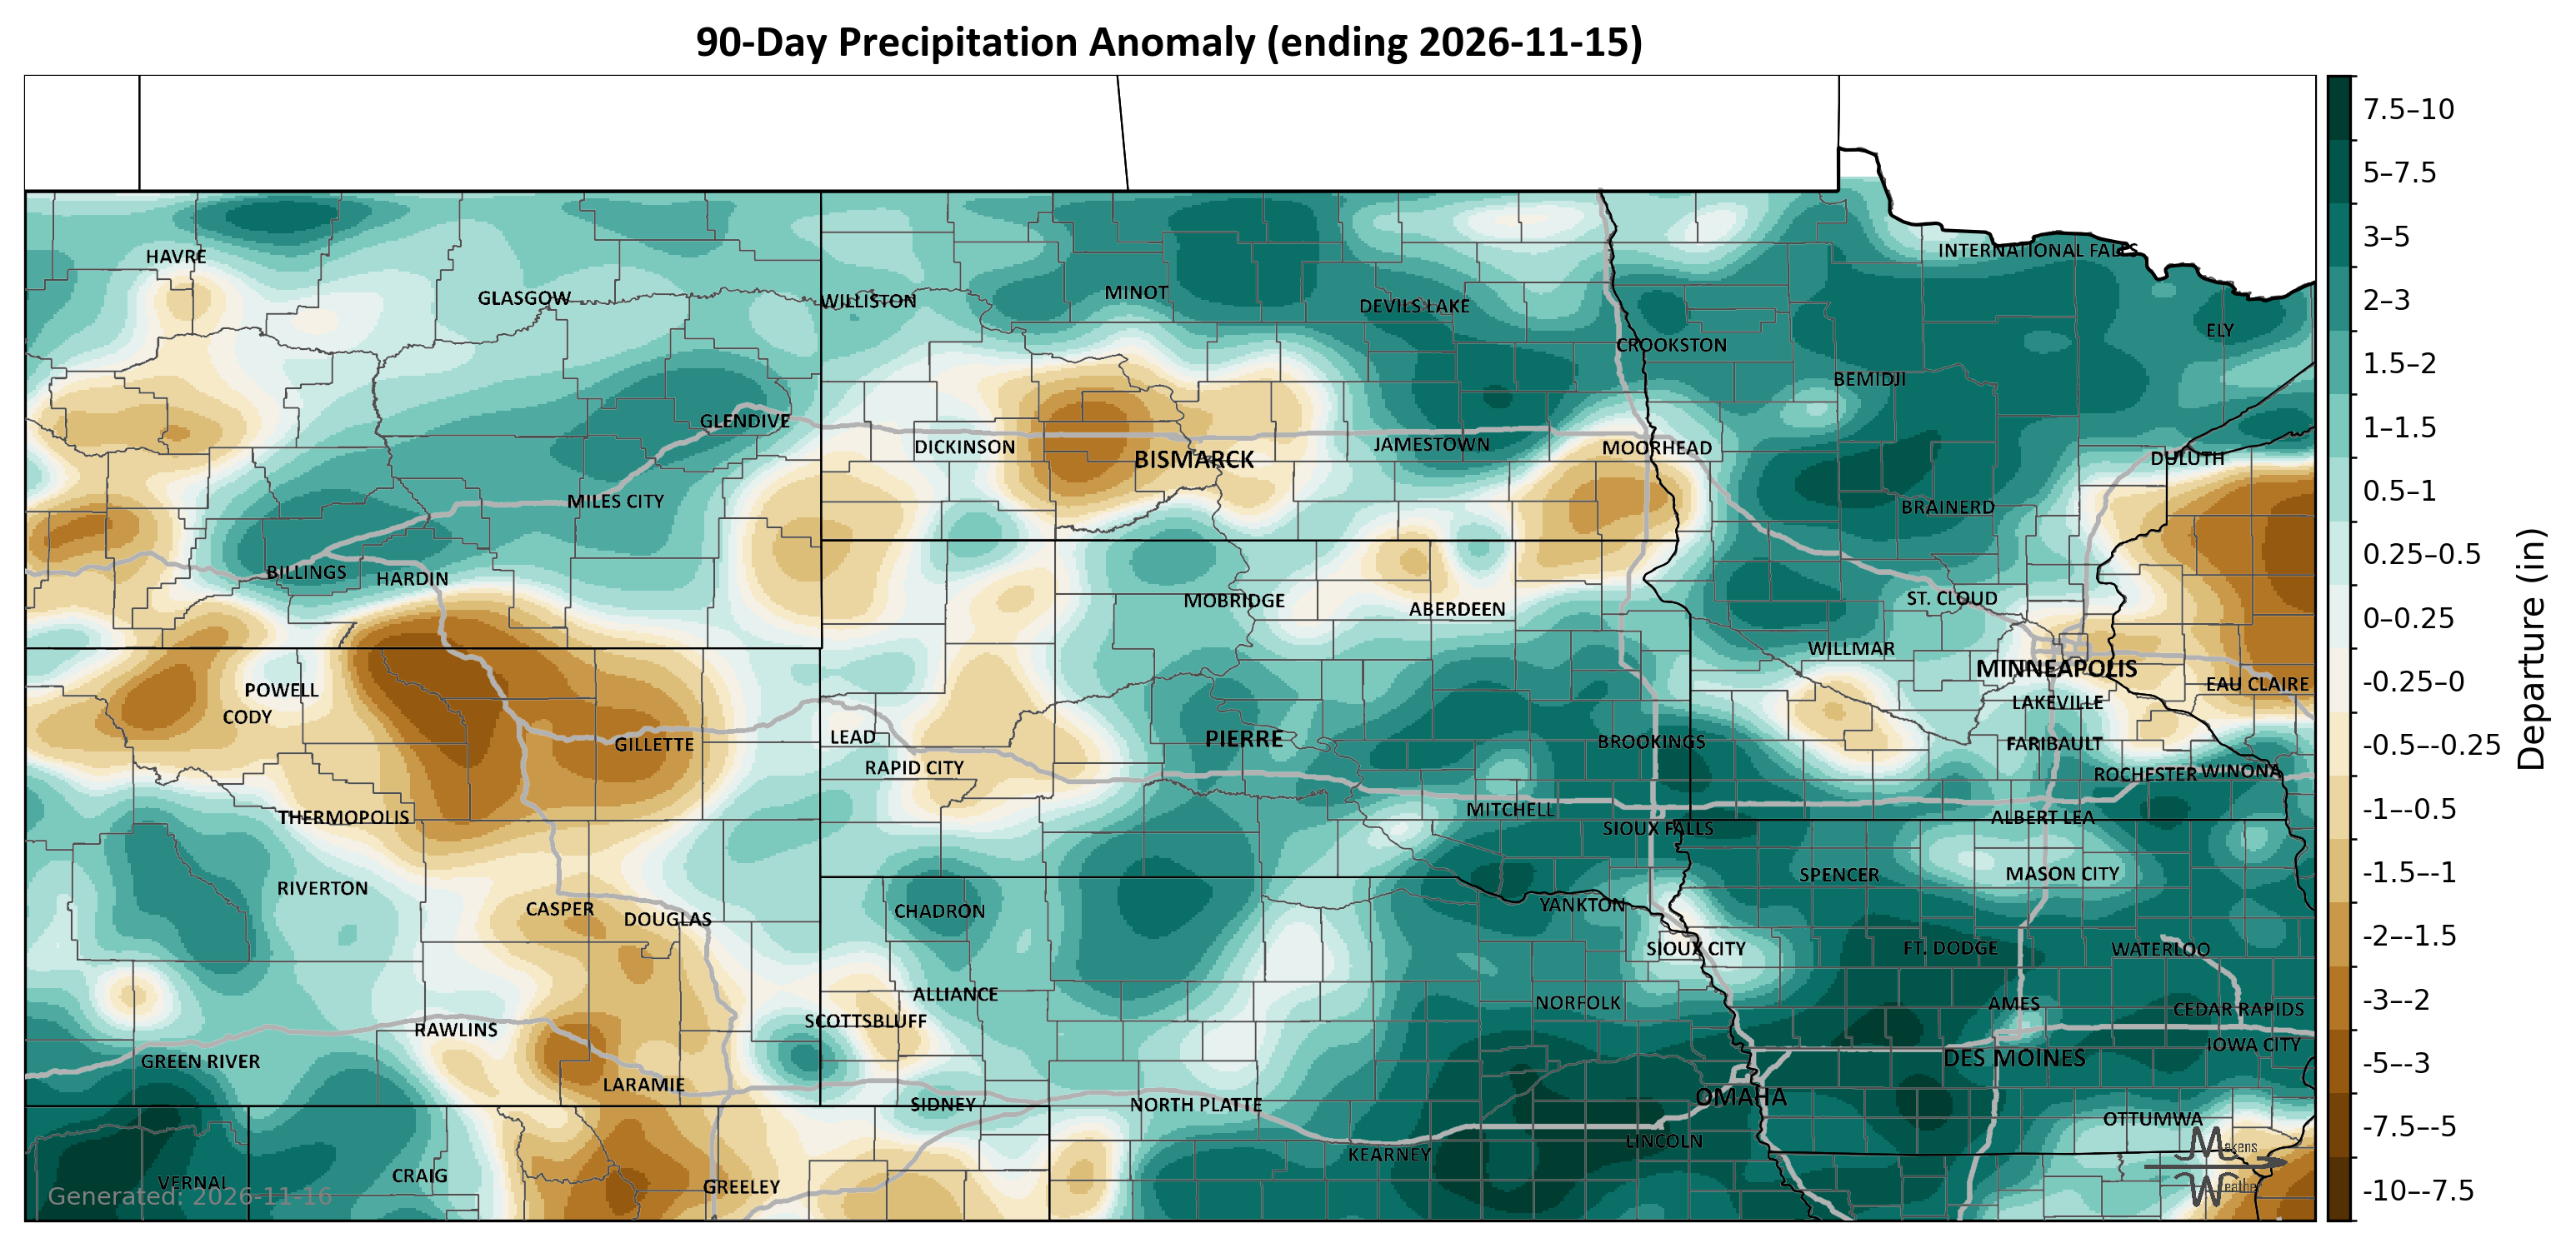 90-Day Precipitation Anomaly (ending 2026-11-15)
HAVRE
GLASGOW
WILLISTON
MINOT
DEVILS LAKE
INTERNATIONAL FALLS
ELY
CROOKSTON
BEMIDJI
GLENDIVE
DICKINSON
BISMARCK
JAMESTOWN
MOORHEAD
DULUTH
MILES CITY
BRAINERD
BILLINGS
HARDIN
MOBRIDGE
ABERDEEN
ST. CLOUD
WILLMAR
MINNEAPOLIS
EAU CLAIRE
POWELL
CODY
LAKEVILLE
GILLETTE
LEAD
PIERRE
BROOKINGS
FARIBAULT
RAPID CITY
ROCHESTER
WINONA
THERMOPOLIS
MITCHELL
SIOUX FALLS
ALBERT LEA
RIVERTON
SPENCER
MASON CITY
CASPER
DOUGLAS
CHADRON
YANKTON
SIOUX CITY
FT. DODGE
WATERLOO
ALLIANCE
NORFOLK
AMES
CEDAR RAPIDS
SCOTTSBLUFF
RAWLINS
GREEN RIVER
DES MOINES
IOWA CITY
LARAMIE
SIDNEY
NORTH PLATTE
OMAHA
OTTUMWA
LINCOLN
KEARNEY
VERNAL
CRAIG
GREELEY
Generated: 2026-11-16
Makens
Weather
7.5–10
5–7.5
3–5
2–3
1.5–2
1–1.5
0.5–1
0.25–0.5
0–0.25
-0.25–0
-0.5–-0.25
-1–-0.5
-1.5–-1
-2–-1.5
-3–-2
-5–-3
-7.5–-5
-10–-7.5
Departure (in)